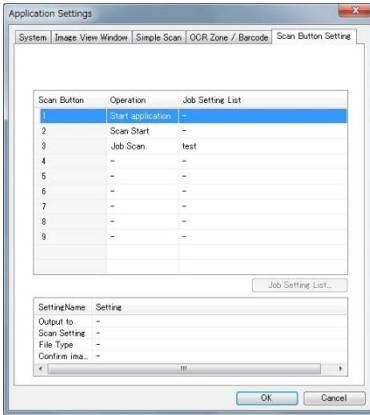 Application Settings
System Image View Window Simple Scan OCR Zone / Barcode Scan Button Setting
Scan Button Operation Job Setting List
1 Start application -
2 Scan Start -
3 Job Scan test
4 - -
5 - -
6 - -
7 - -
8 - -
9 - -
Job Setting List...
SettingName Setting
Output to -
Scan Setting -
File Type -
Confirm ima... -
OK Cancel